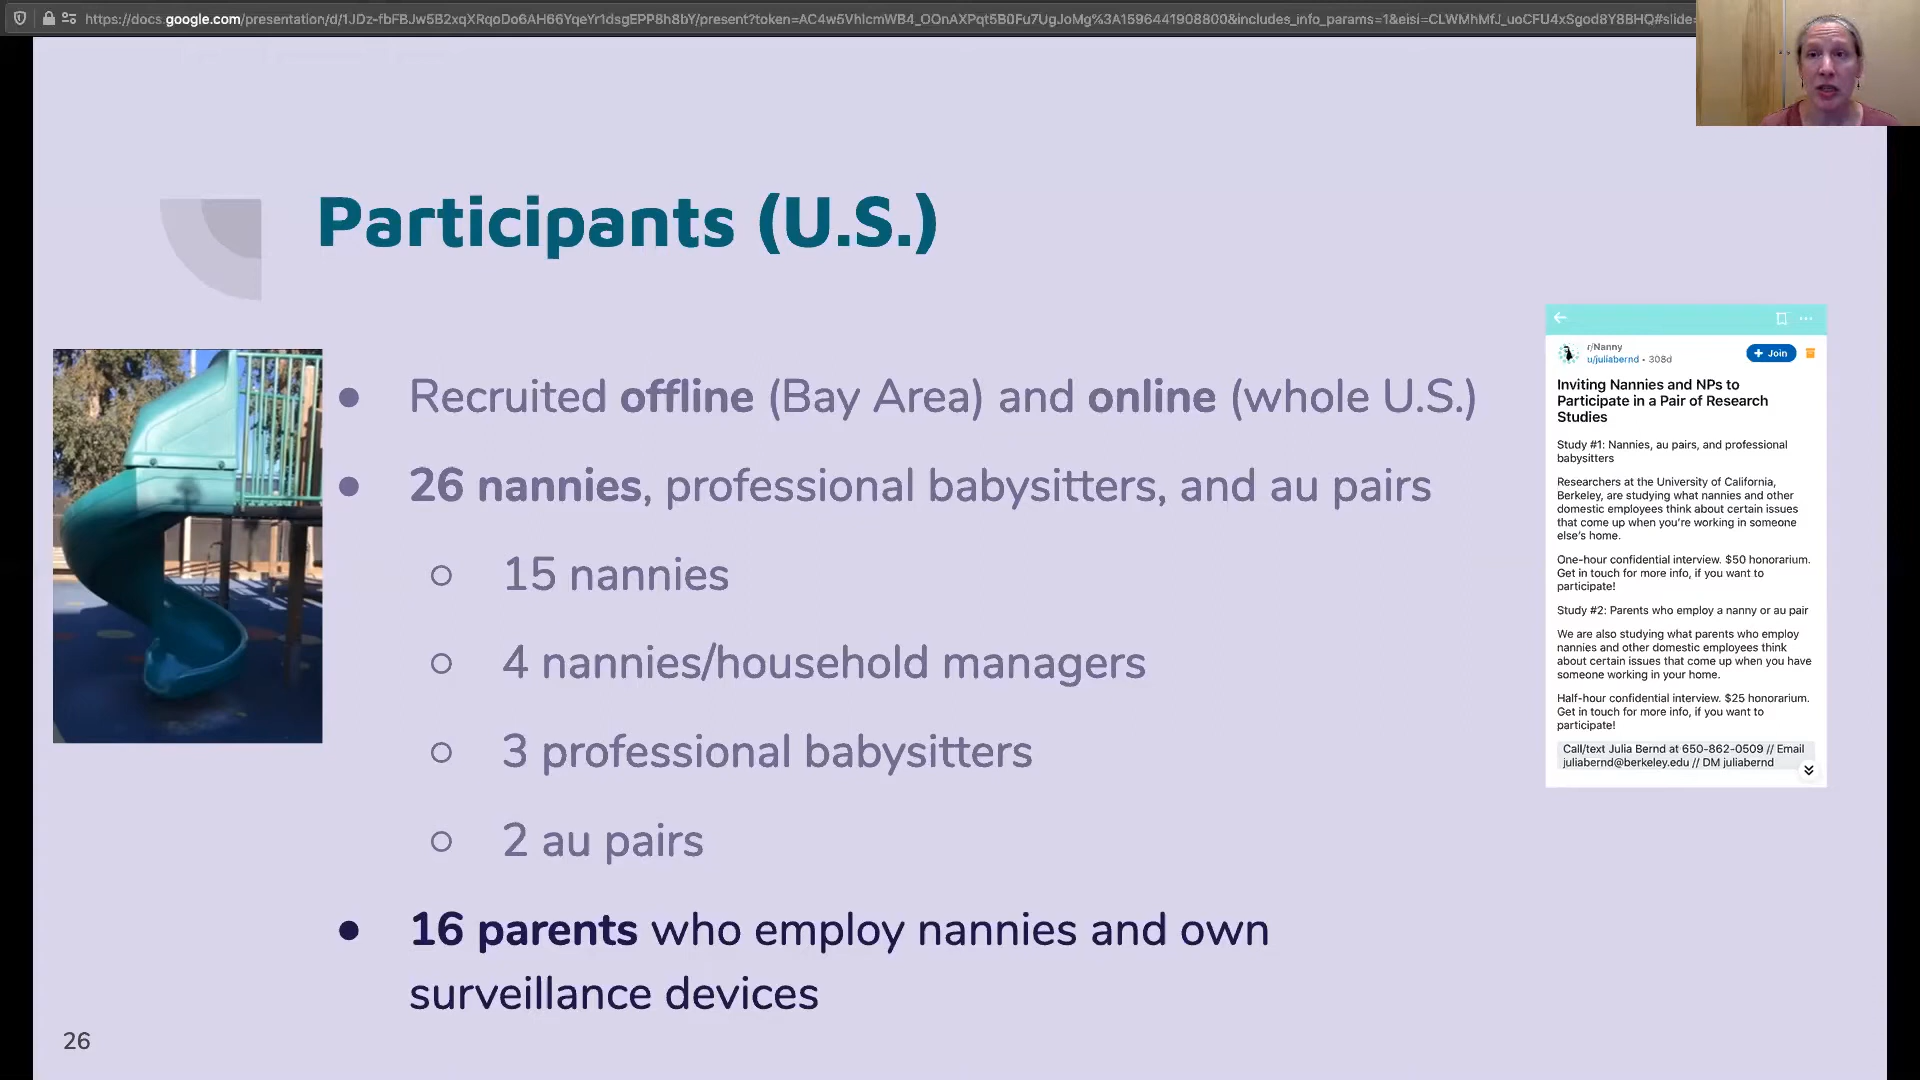 https://docs.google.com/presentation/d/1JDz-fbFBJw5B2xqXRqoDo6AH66YqeYr1dsgEPP8h8bY/present?token=AC4w5VhlcmWB4_OOnAXPqt5B0Fu7UgJoMg%3A1596441908800&includes_info_params=1&eisi=CLWMhMfJ_uoCFU4xSgod8Y8BHQ#slide=
Participants (U.S.)
● Recruited offline (Bay Area) and online (whole U.S.)
● 26 nannies, professional babysitters, and au pairs
○ 15 nannies
○ 4 nannies/household managers
○ 3 professional babysitters
○ 2 au pairs
● 16 parents who employ nannies and own
surveillance devices
26
r/Nanny
u/juliabernd • 308d
+ Join
Inviting Nannies and NPs to
Participate in a Pair of Research
Studies
Study #1: Nannies, au pairs, and professional
babysitters
Researchers at the University of California,
Berkeley, are studying what nannies and other
domestic employees think about certain issues
that come up when you're working in someone
else's home.
One-hour confidential interview. $50 honorarium.
Get in touch for more info, if you want to
participate!
Study #2: Parents who employ a nanny or au pair
We are also studying what parents who employ
nannies and other domestic employees think
about certain issues that come up when you have
someone working in your home.
Half-hour confidential interview. $25 honorarium.
Get in touch for more info, if you want to
participate!
Call/text Julia Bernd at 650-862-0509 // Email
juliabernd@berkeley.edu // DM juliabernd